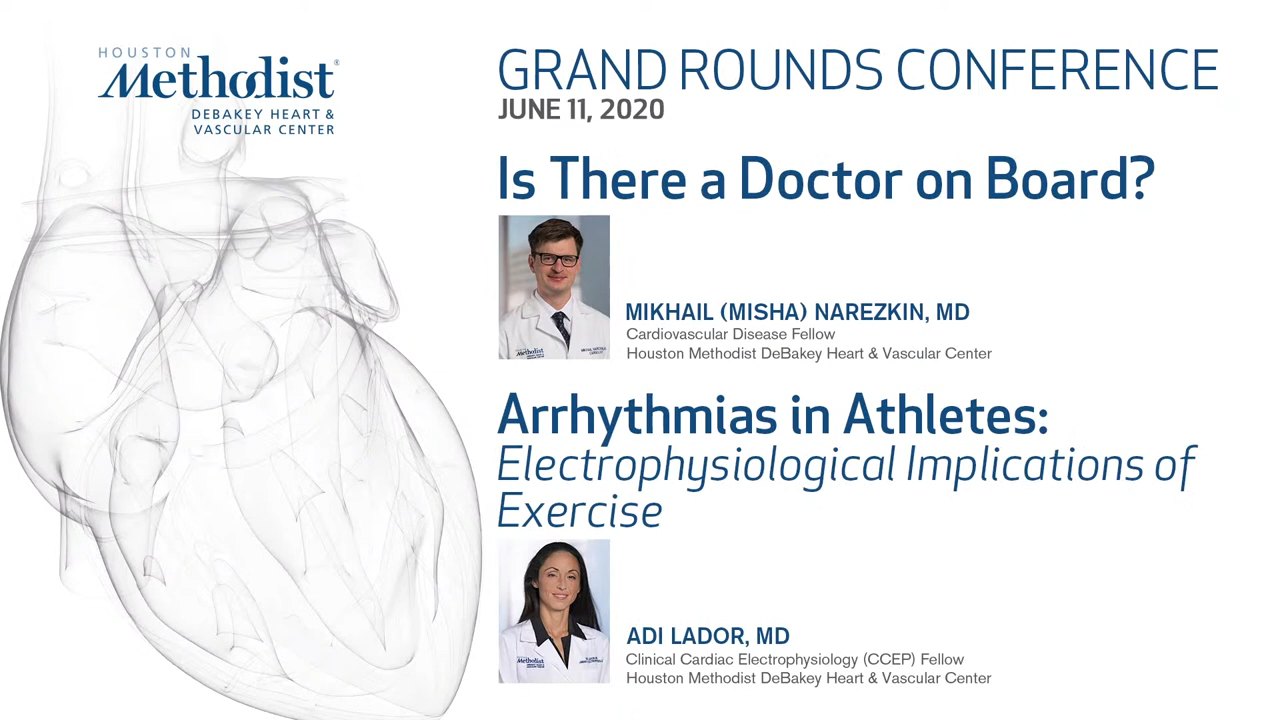 HOUSTON
Methodist®
DEBAKEY HEART &
VASCULAR CENTER
GRAND ROUNDS CONFERENCE
JUNE 11, 2020
Is There a Doctor on Board?
Methodist
MIKHAIL (MISHA) NAREZKIN, MD
Cardiovascular Disease Fellow
Houston Methodist DeBakey Heart & Vascular Center
Arrhythmias in Athletes:
Electrophysiological Implications of
Exercise
Methodist
ADI LADOR, MD
Clinical Cardiac Electrophysiology (CCEP) Fellow
Houston Methodist DeBakey Heart & Vascular Center